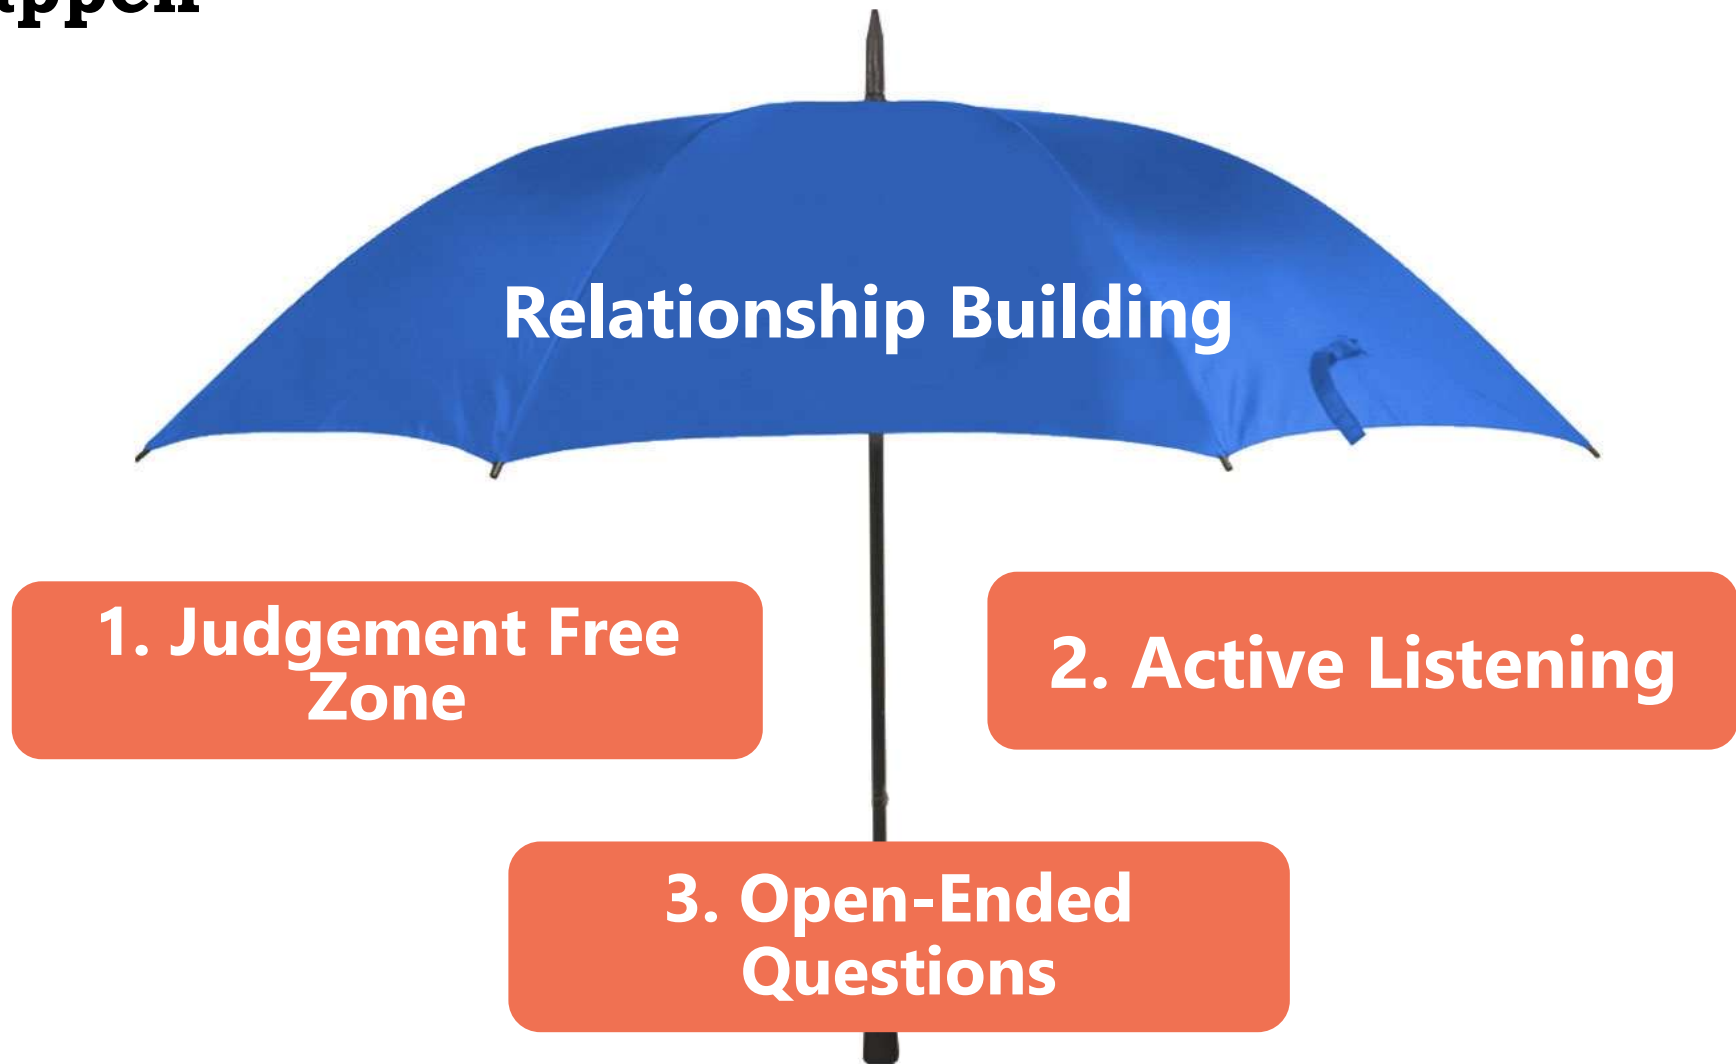 Relationship Building
1. Judgement Free
Zone
2. Active Listening
3. Open-Ended
Questions